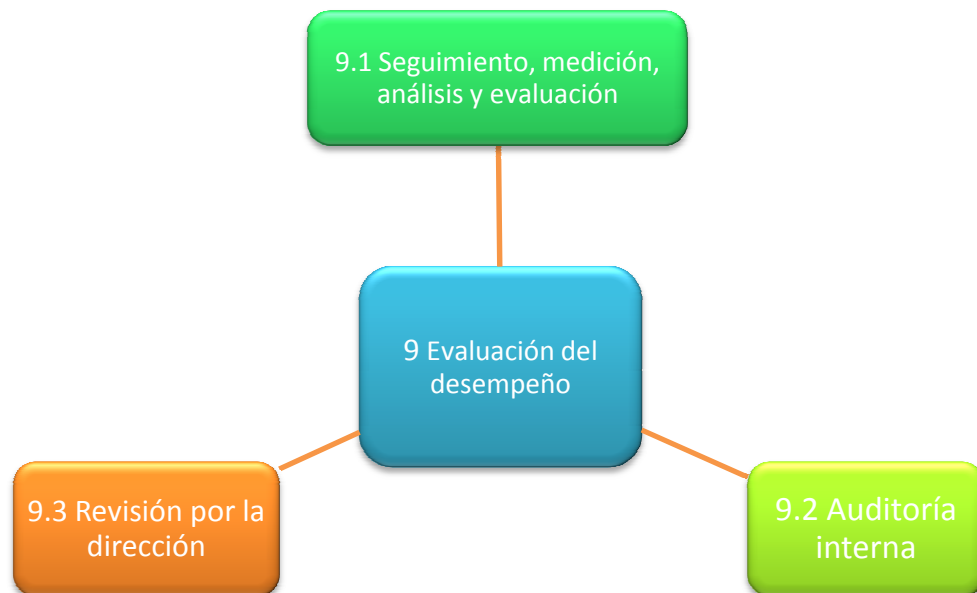 9.1 Seguimiento, medición,
análisis y evaluación
9 Evaluación del
desempeño
9.3 Revisión por la
dirección
9.2 Auditoría
interna